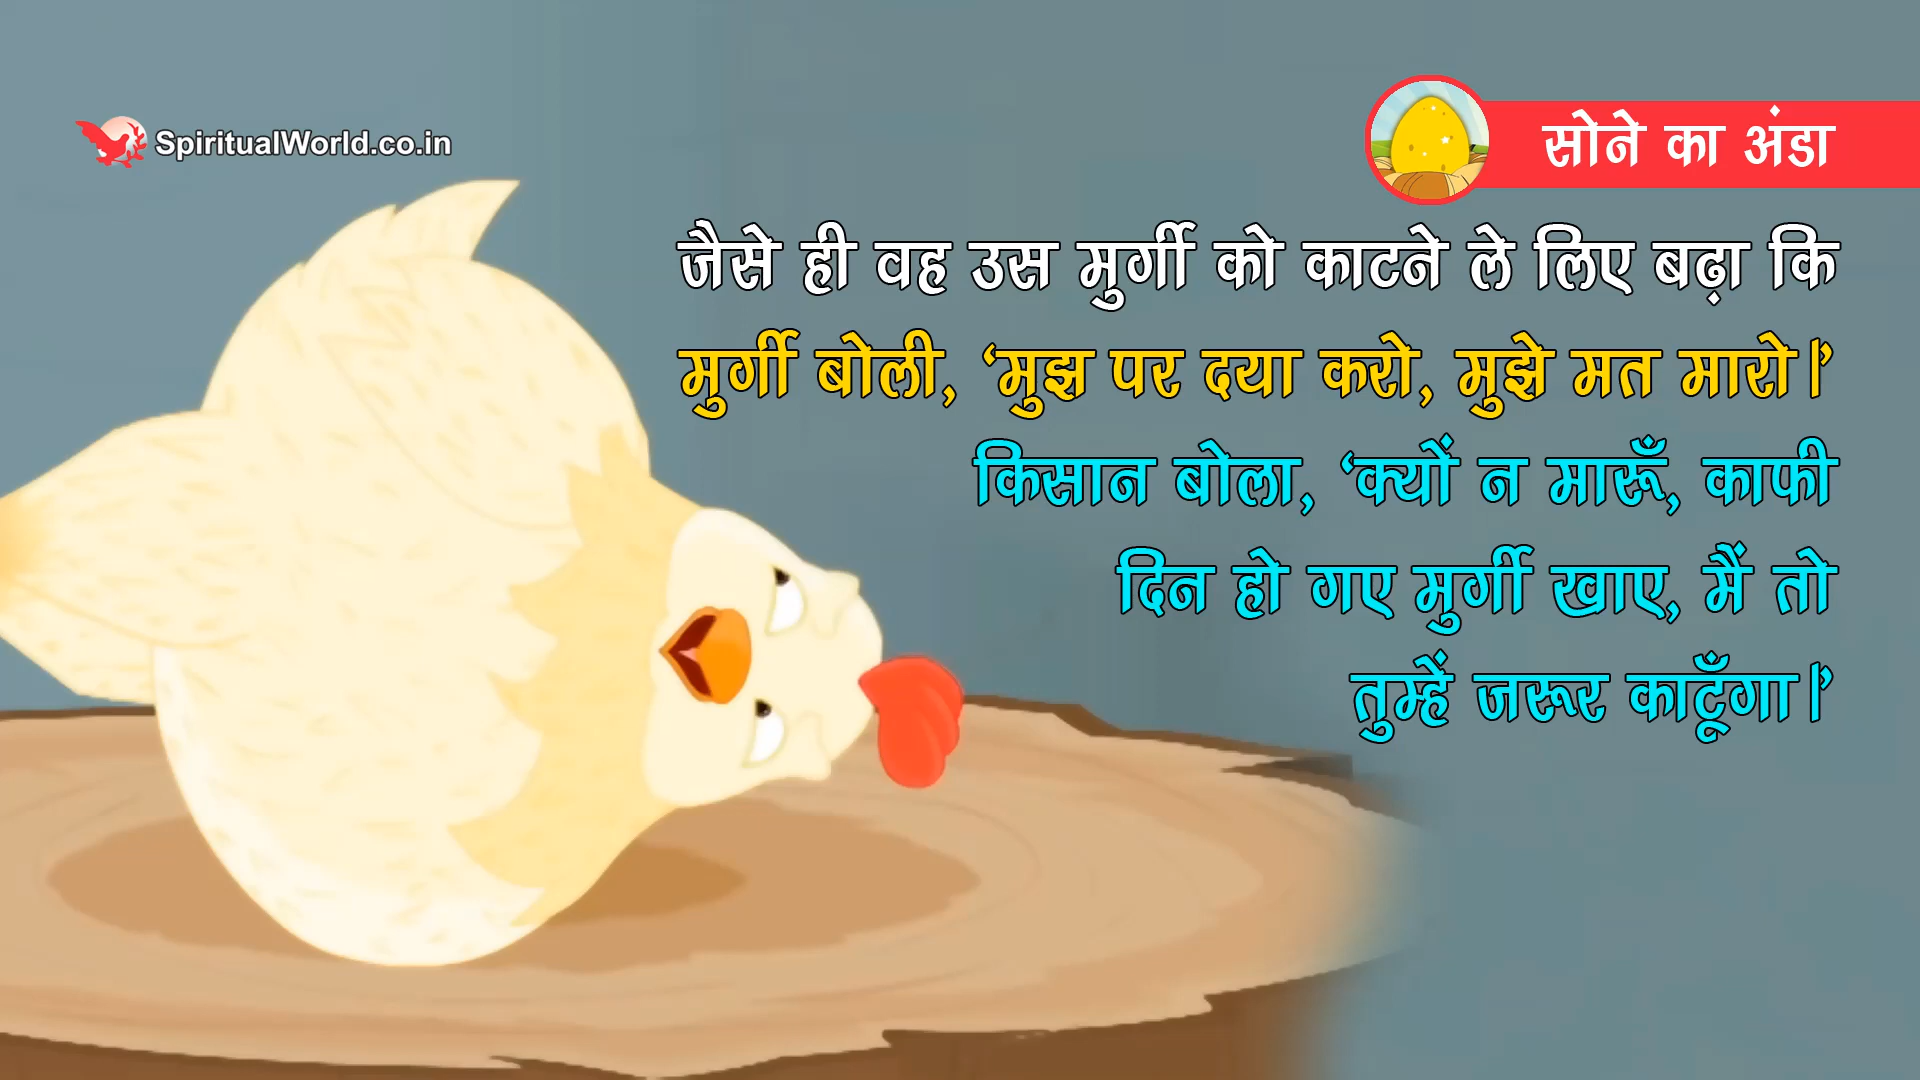 SpiritualWorld.co.in
सोने का अंडा
जैसे ही वह उस मुर्गी को काटने ले लिए बढ़ा कि
मुर्गी बोली, ‘मुझ पर दया करो, मुझे मत मारो।’
किसान बोला, ‘क्यों न मारूँ, काफी
दिन हो गए मुर्गी खाए, मैं तो
तुम्हें जरूर काटूँगा।’